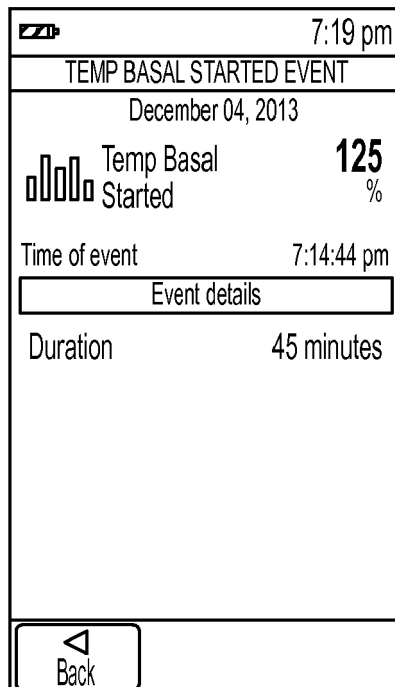 7:19 pm
TEMP BASAL STARTED EVENT
December 04, 2013
Temp Basal 125
Started %
Time of event 7:14:44 pm
Event details
Duration 45 minutes
Back